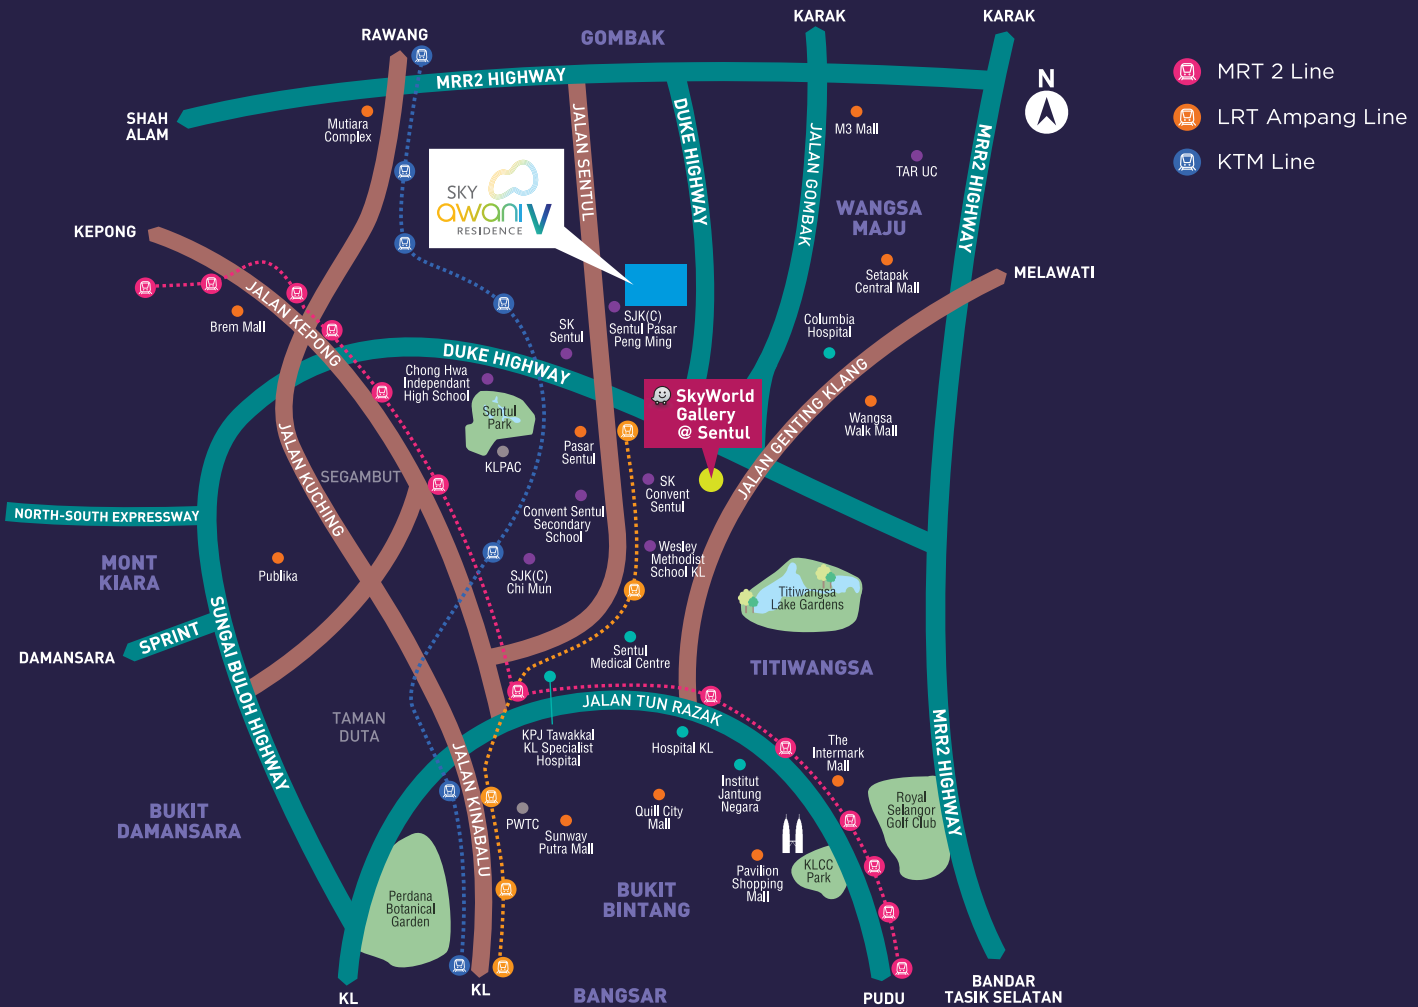 KARAK
KARAK
RAWANG
GOMBAK
MRR2 HIGHWAY
N
MRT 2 Line
LRT Ampang Line
KTM Line
SHAH
ALAM
Mutiara
Complex
JALAN SENTUL
DUKE HIGHWAY
JALAN GOMBAK
M3 Mall
TAR UC
MRR2 HIGHWAY
SKY
awani V
RESIDENCE
WANGSA
MAJU
KEPONG
MELAWATI
Setapak
Central Mall
JALAN KEPONG
Brem Mall
SK
Sentul
SJK(C)
Sentul Pasar
Peng Ming
Columbia
Hospital
DUKE HIGHWAY
Chong Hwa
Independant
High School
SkyWorld
Gallery
@ Sentul
JALAN GENTING KLANG
Wangsa
Walk Mall
Sentul
Park
Pasar
Sentul
KLPAC
JALAN KUCHING
SEGAMBUT
SK
Convent
Sentul
Convent Sentul
Secondary
School
NORTH-SOUTH EXPRESSWAY
MONT
KIARA
Publika
SJK(C)
Chi Mun
Wesley
Methodist
School KL
Titiwangsa
Lake Gardens
SPRINT
DAMANSARA
SUNGAI BULOH HIGHWAY
Sentul
Medical Centre
TITIWANGSA
JALAN TUN RAZAK
TAMAN
DUTA
KPJ Tawakkal
KL Specialist
Hospital
Hospital KL
The
Intermark
Mall
MRR2 HIGHWAY
JALAN KINABALU
Institut
Jantung
Negara
BUKIT
DAMANSARA
PWTC
Sunway
Putra Mall
Quill City
Mall
Royal
Selangor
Golf Club
Pavilion
Shopping
Mall
KLCC
Park
Perdana
Botanical
Garden
BUKIT
BINTANG
KL
KL
BANGSAR
PUDU
BANDAR
TASIK SELATAN